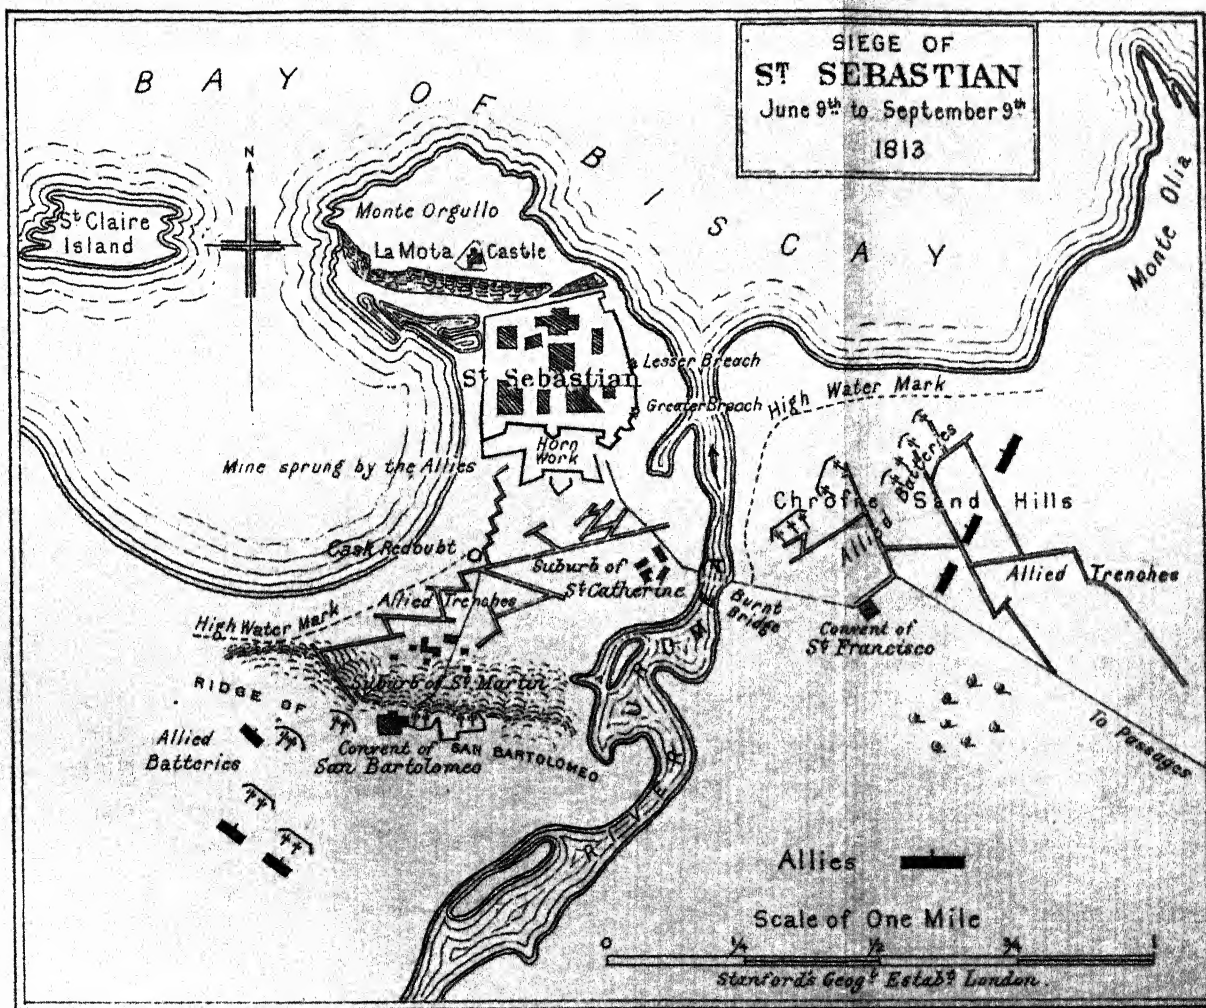 SIEGE OF
ST SEBASTIAN
June 9th to September 9th
1813
BAY OF BISCAY
N
St Claire
Island
Monte Orgullo
La Mota Castle
Monte Olia
St Sebastian
Lesser Breach
Greater Breach
High Water Mark
Horn
Work
Mine sprung by the Allies
Chrofre Sand Hills
Allied Batteries
Cask Redoubt
Suburb of
St Catherine
Allied Trenches
Allied Trenches
Burnt
Bridge
Convent of
St Francisco
High Water Mark
Suburb of St Martin
RIDGE OF SAN BARTOLOMEO
Allied
Batteries
Convent of
San Bartolomeo
RIVER
To Passages
Allies
Scale of One Mile
0 1/4 1/2 3/4 1
Stanford's Geogl. Estabt. London.